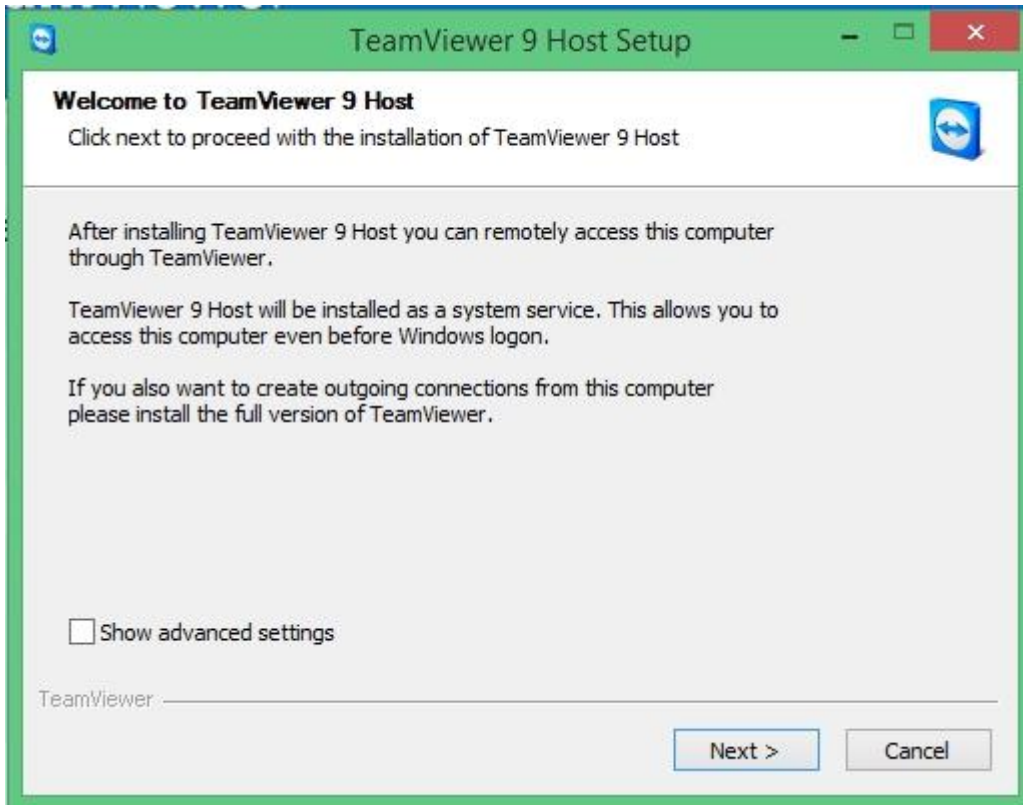 TeamViewer 9 Host Setup
Welcome to TeamViewer 9 Host
Click next to proceed with the installation of TeamViewer 9 Host
After installing TeamViewer 9 Host you can remotely access this computer
through TeamViewer.
TeamViewer 9 Host will be installed as a system service. This allows you to
access this computer even before Windows logon.
If you also want to create outgoing connections from this computer
please install the full version of TeamViewer.
Show advanced settings
TeamViewer
Next >
Cancel